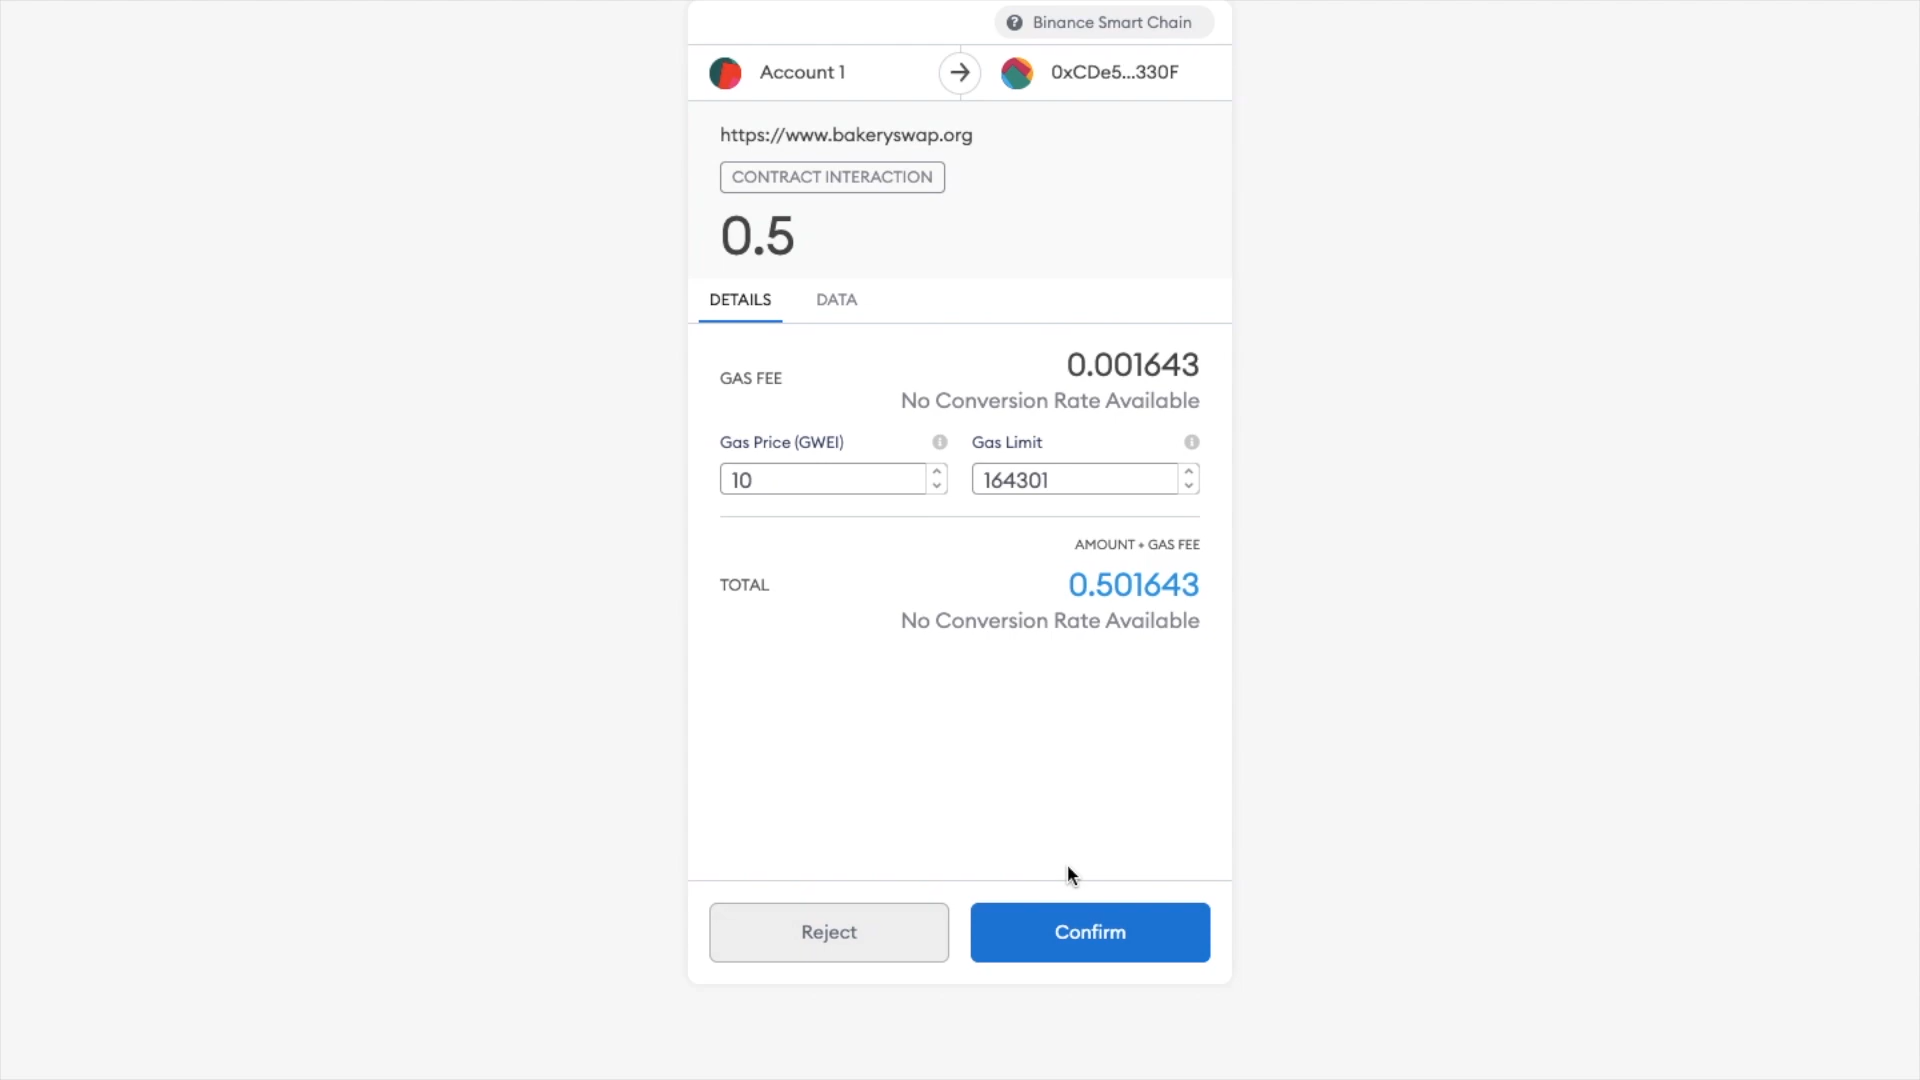 Binance Smart Chain
Account 1
0xCDe5...330F
https://www.bakeryswap.org
CONTRACT INTERACTION
0.5
DETAILS DATA
GAS FEE
0.001643
No Conversion Rate Available
Gas Price (GWEI) Gas Limit
10 164301
AMOUNT + GAS FEE
TOTAL
0.501643
No Conversion Rate Available
Reject Confirm